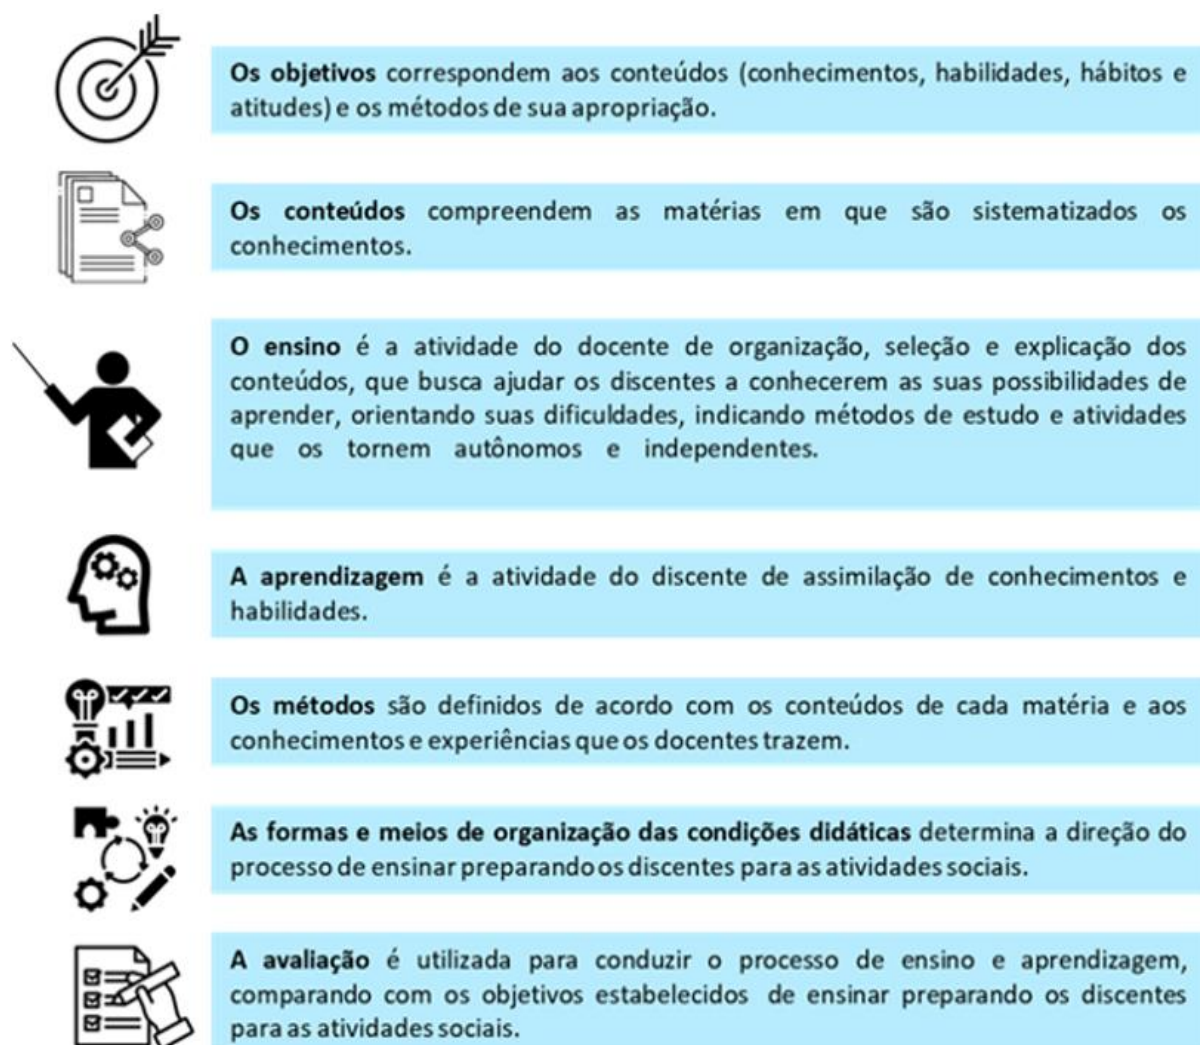 Os objetivos correspondem aos conteúdos (conhecimentos, habilidades, hábitos e
atitudes) e os métodos de sua apropriação.
Os conteúdos compreendem as matérias em que são sistematizados os
conhecimentos.
O ensino é a atividade do docente de organização, seleção e explicação dos
conteúdos, que busca ajudar os discentes a conhecerem as suas possibilidades de
aprender, orientando suas dificuldades, indicando métodos de estudo e atividades
que os tornem autônomos e independentes.
A aprendizagem é a atividade do discente de assimilação de conhecimentos e
habilidades.
Os métodos são definidos de acordo com os conteúdos de cada matéria e aos
conhecimentos e experiências que os docentes trazem.
As formas e meios de organização das condições didáticas determina a direção do
processo de ensinar preparando os discentes para as atividades sociais.
A avaliação é utilizada para conduzir o processo de ensino e aprendizagem,
comparando com os objetivos estabelecidos de ensinar preparando os discentes
para as atividades sociais.